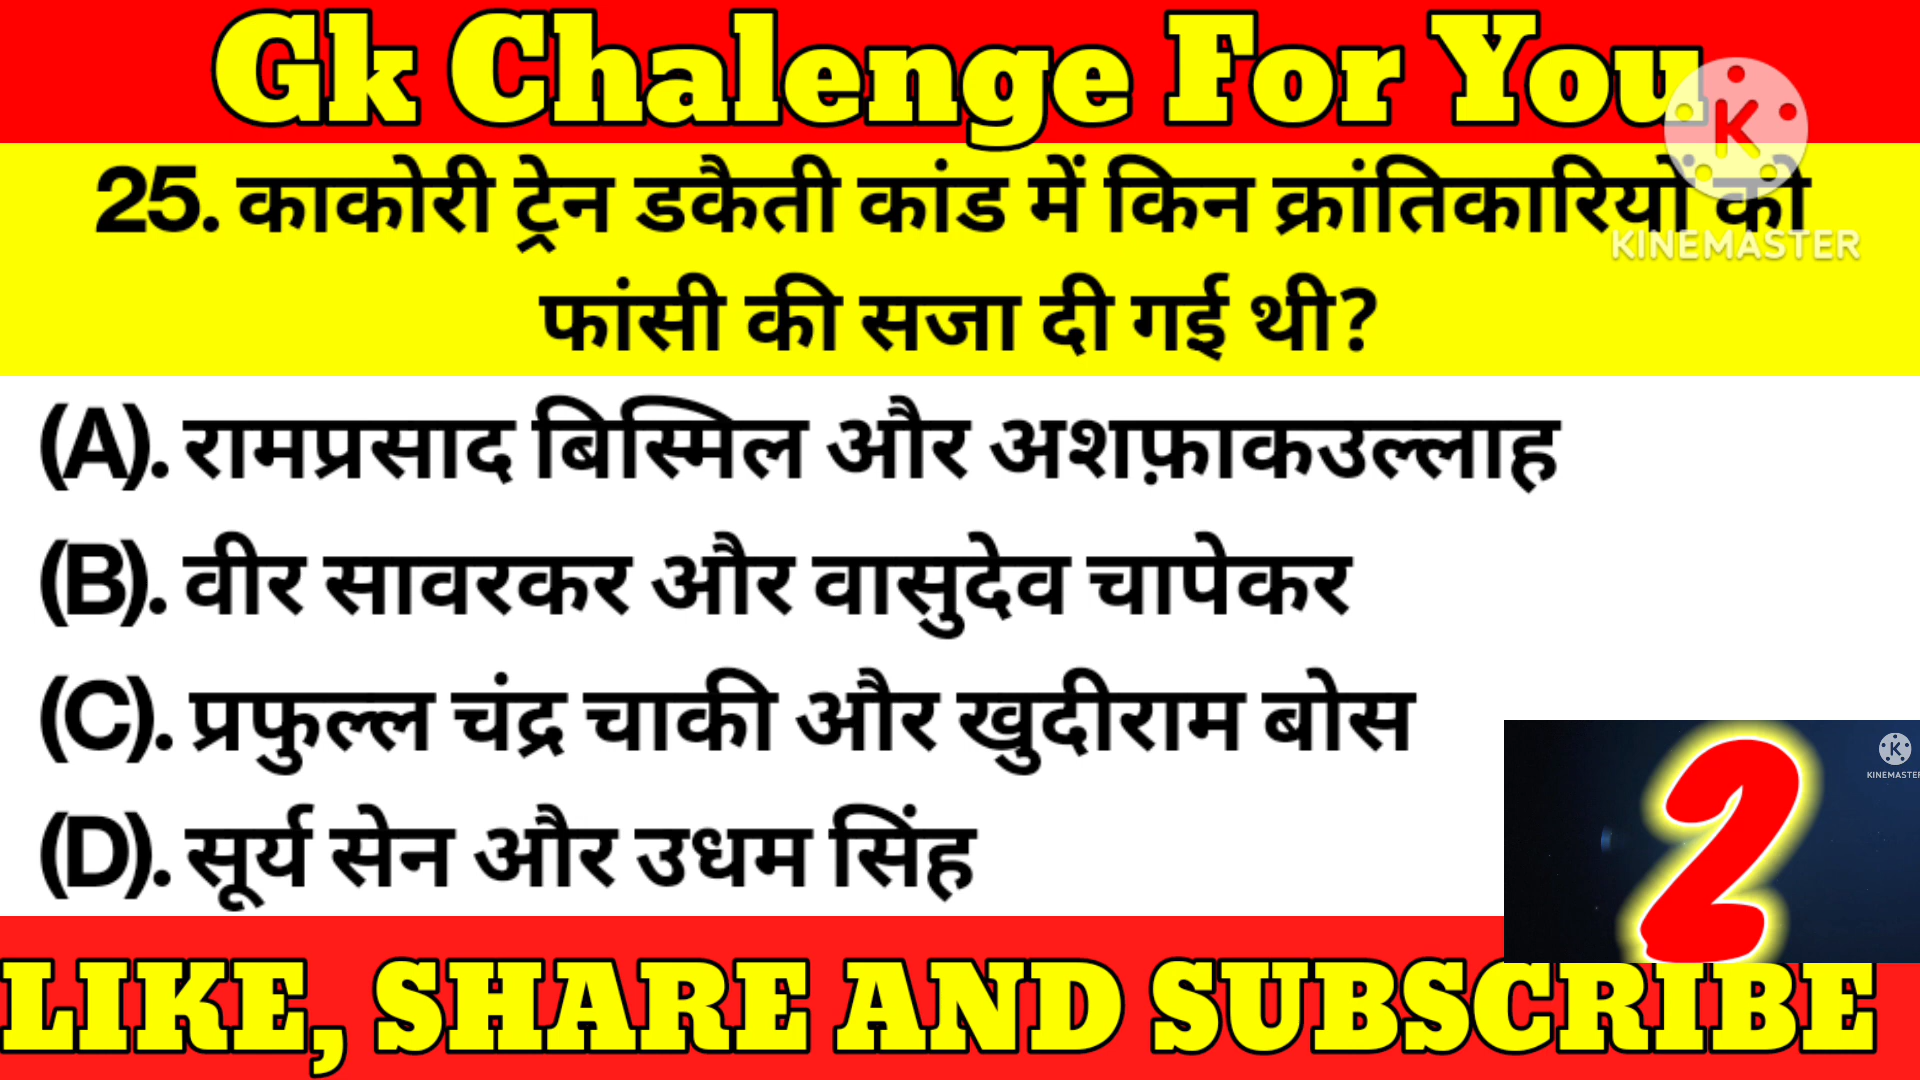 Gk Chalenge For You
K
25. काकोरी ट्रेन डकैती कांड में किन क्रांतिकारियों को
KINEMASTER
फांसी की सजा दी गई थी?
(A). रामप्रसाद बिस्मिल और अशफ़ाकउल्लाह
(B). वीर सावरकर और वासुदेव चापेकर
(C). प्रफुल्ल चंद्र चाकी और खुदीराम बोस
(D). सूर्य सेन और उधम सिंह
2
K
KINEMASTE
LIKE, SHARE AND SUBSCRIBE